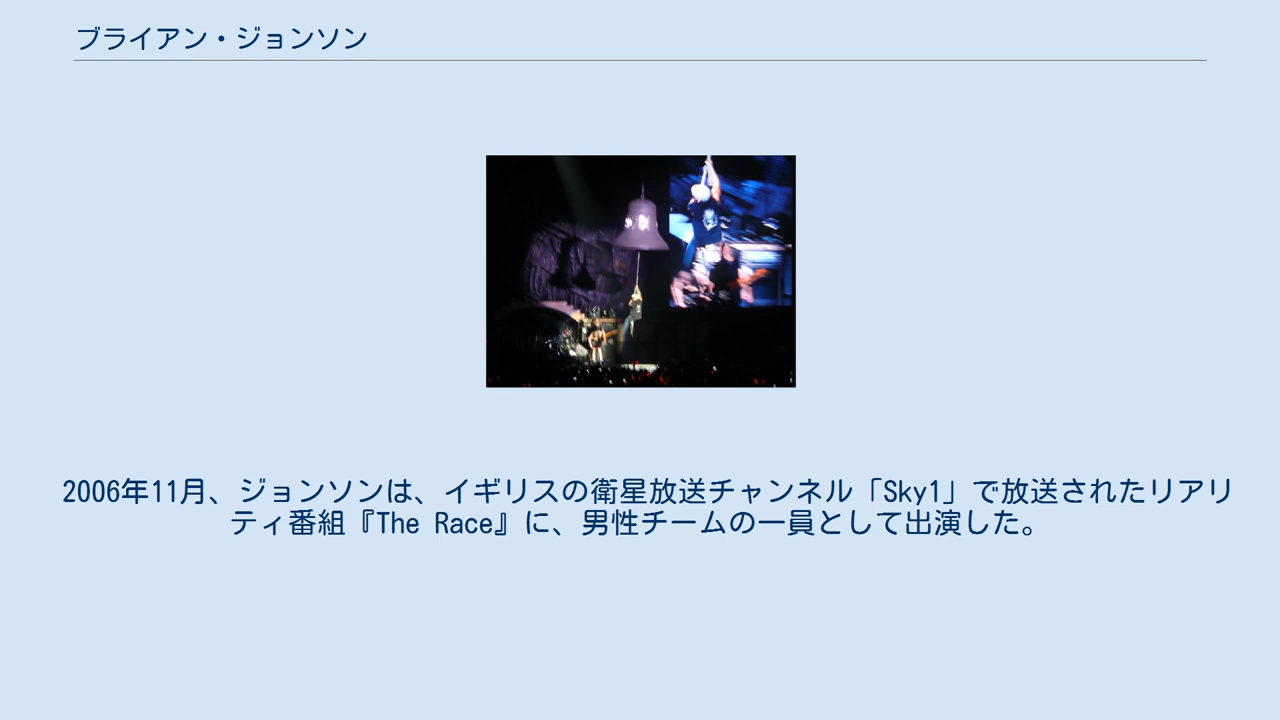 ブライアン・ジョンソン
2006年11月、ジョンソンは、イギリスの衛星放送チャンネル「Sky1」で放送されたリアリ
ティ番組『The Race』に、男性チームの一員として出演した。